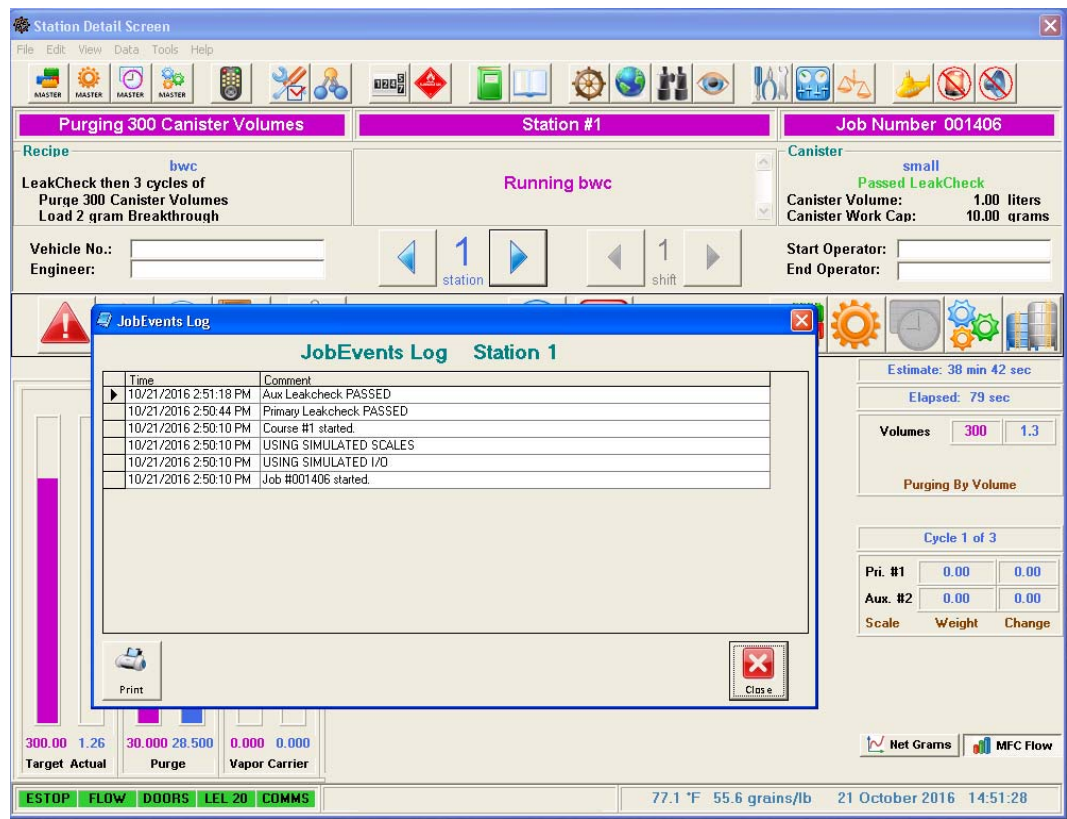 Station Detail Screen
File Edit View Data Tools Help
MASTER MASTER MASTER MASTER
Purging 300 Canister Volumes Station #1 Job Number 001406
Recipe
bwc
LeakCheck then 3 cycles of
Purge 300 Canister Volumes
Load 2 gram Breakthrough
Running bwc
Canister
small
Passed LeakCheck
Canister Volume: 1.00 liters
Canister Work Cap: 10.00 grams
Vehicle No.:
Engineer:
1
station
1
shift
Start Operator:
End Operator:
JobEvents Log
JobEvents Log Station 1
Time Comment
10/21/2016 2:51:18 PM Aux Leakcheck PASSED
10/21/2016 2:50:44 PM Primary Leakcheck PASSED
10/21/2016 2:50:10 PM Course #1 started.
10/21/2016 2:50:10 PM USING SIMULATED SCALES
10/21/2016 2:50:10 PM USING SIMULATED I/O
10/21/2016 2:50:10 PM Job #001406 started.
Print
Close
Estimate: 38 min 42 sec
Elapsed: 79 sec
Volumes 300 1.3
Purging By Volume
Cycle 1 of 3
Pri. #1 0.00 0.00
Aux. #2 0.00 0.00
Scale Weight Change
300.00 1.26 30.000 28.500 0.000 0.000
Target Actual Purge Vapor Carrier
Net Grams MFC Flow
ESTOP FLOW DOORS LEL 20 COMMS
77.1 °F 55.6 grains/lb 21 October 2016 14:51:28